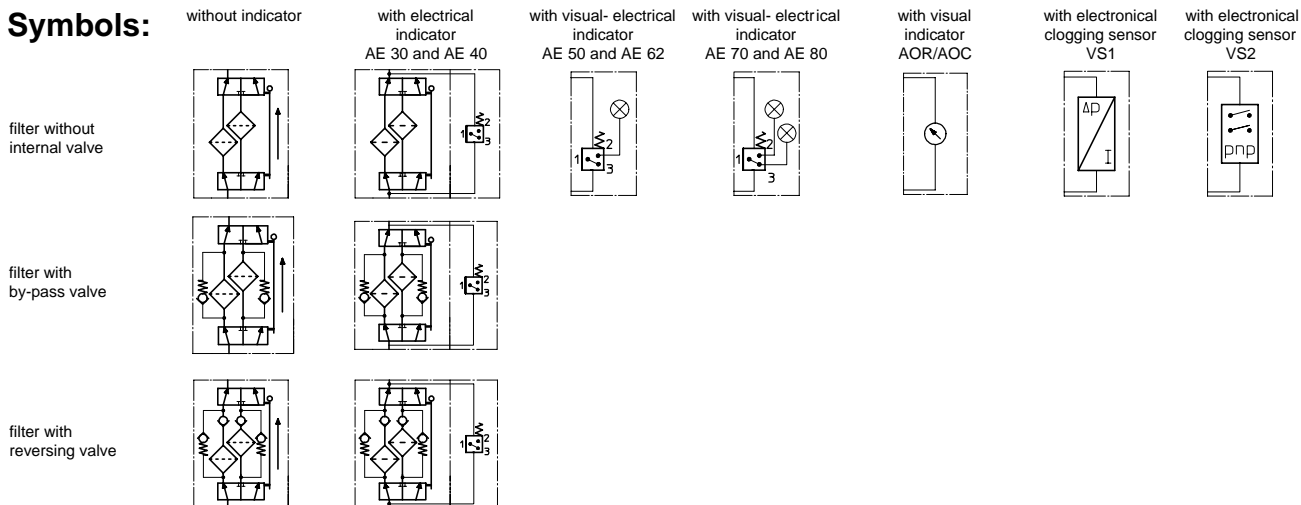 Symbols:
without indicator
with electrical
indicator
AE 30 and AE 40
with visual- electrical
indicator
AE 50 and AE 62
with visual- electrical
indicator
AE 70 and AE 80
with visual
indicator
AOR/AOC
with electronical
clogging sensor
VS1
with electronical
clogging sensor
VS2
filter without
internal valve
1 2
3
1 2
3
1 2
3
Δp
I
pnp
filter with
by-pass valve
1 2
3
filter with
reversing valve
1 2
3